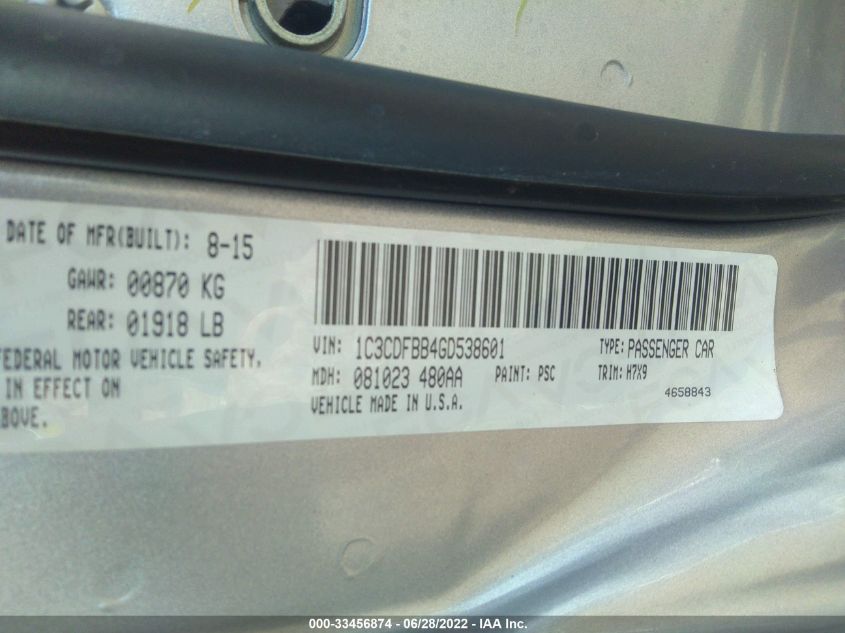 DATE OF MFR(BUILT): 8-15
GAWR: 00870 KG
REAR: 01918 LB
FEDERAL MOTOR VEHICLE SAFETY,
IN EFFECT ON
ABOVE.
VIN: 1C3CDFBB4GD538601 TYPE: PASSENGER CAR
MDH: 081023 480AA PAINT: PSC TRIM: H7X9
VEHICLE MADE IN U.S.A. 4658843
000-33456874 - 06/28/2022 - IAA Inc.